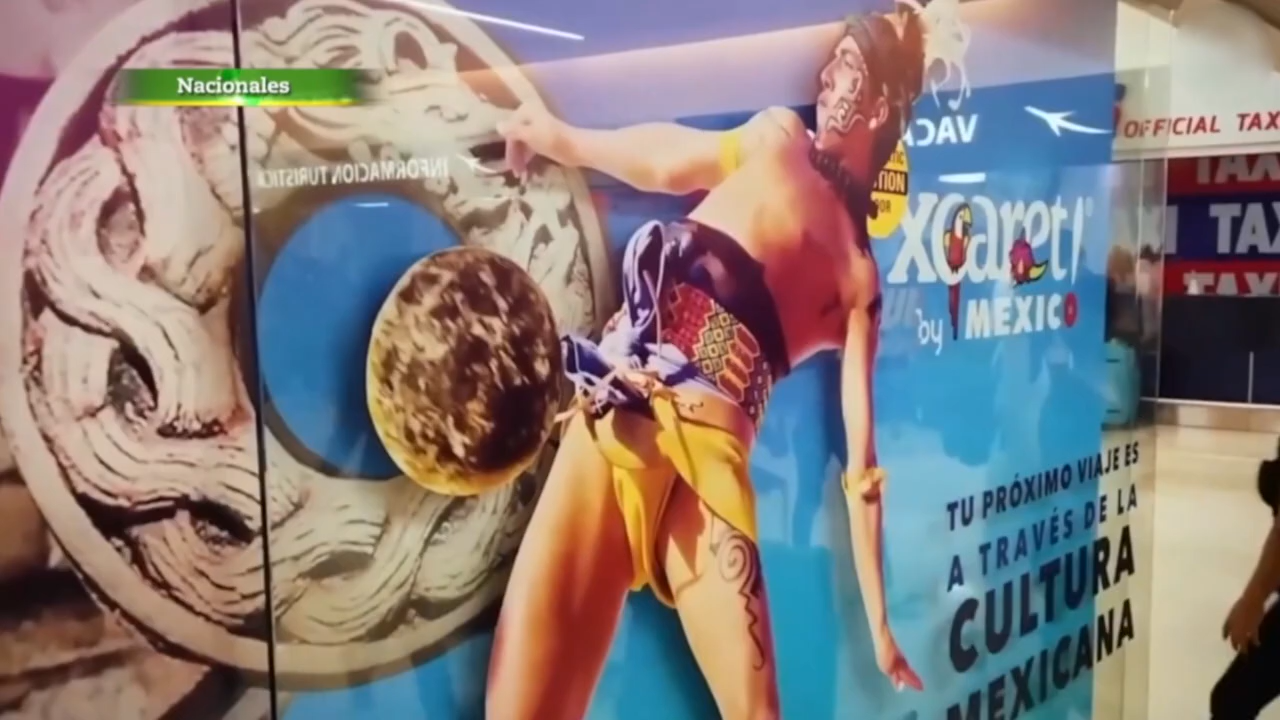 Nacionales
INFORMACION TURISTICA
OFFICIAL TAX
TAX
TAX
TAX
xcaret!
by MEXICO
TU PRÓXIMO VIAJE ES
A TRAVÉS DE LA
CULTURA
MEXICANA